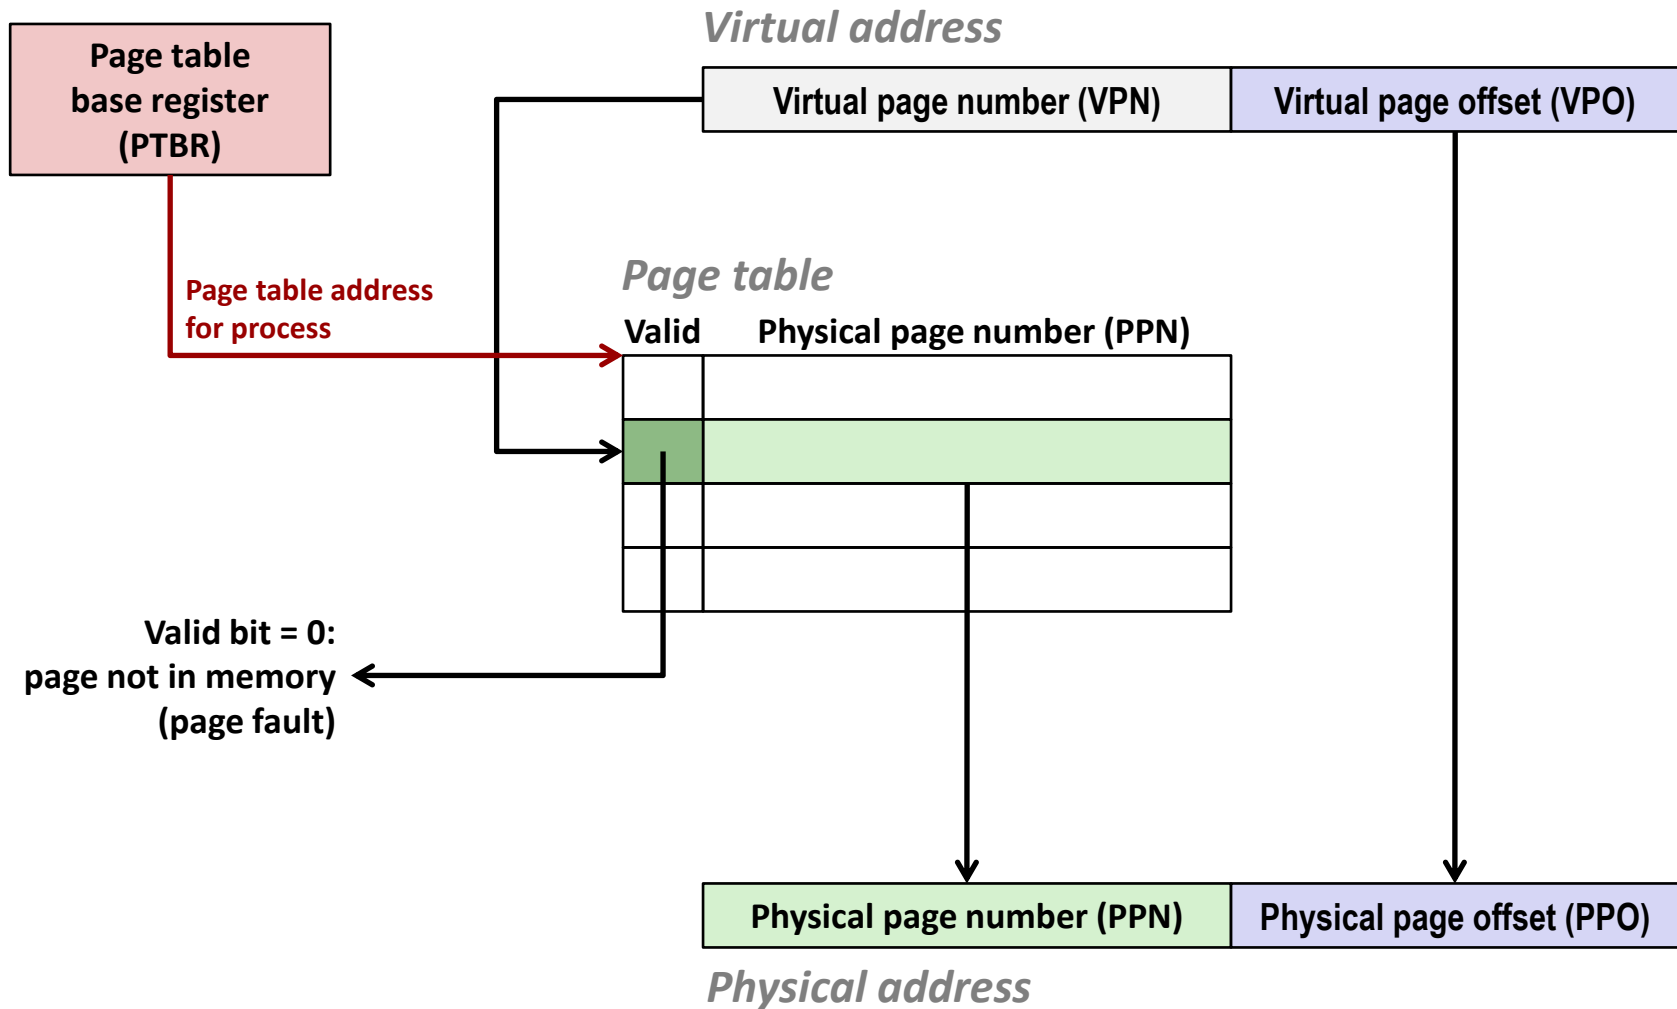 Virtual address
Page table
base register
(PTBR)
Virtual page number (VPN)
Virtual page offset (VPO)
Page table address
for process
Page table
Valid
Physical page number (PPN)
Valid bit = 0:
page not in memory
(page fault)
Physical page number (PPN)
Physical page offset (PPO)
Physical address